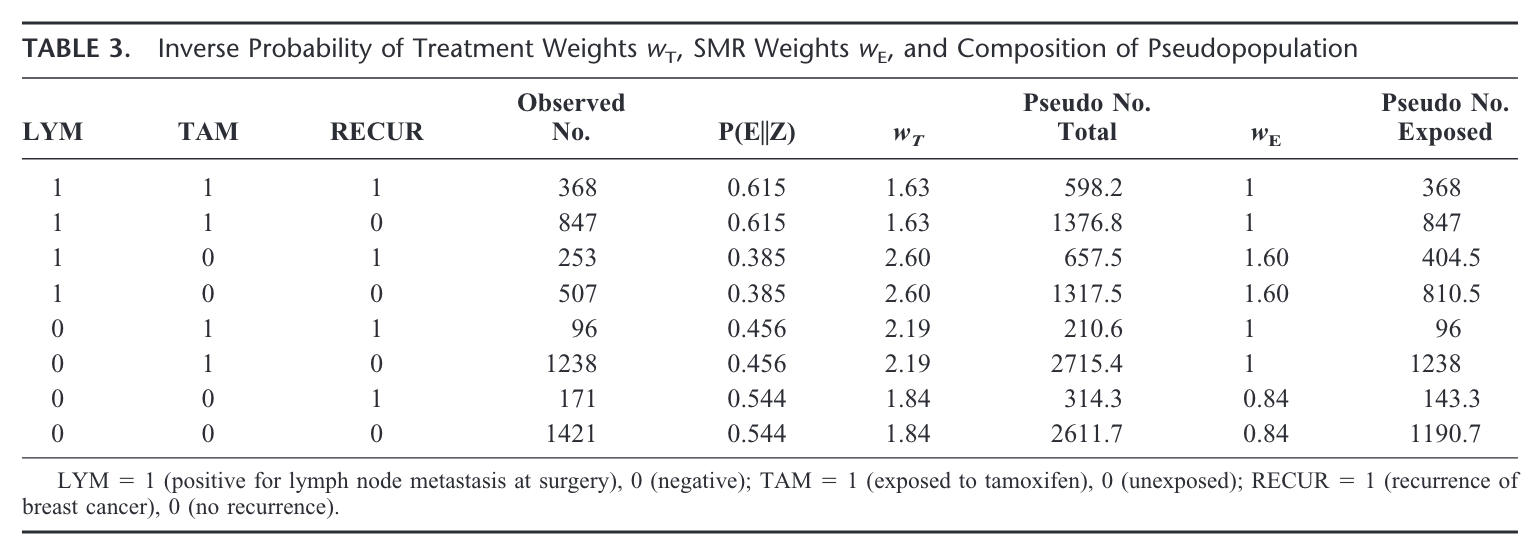 TABLE 3. Inverse Probability of Treatment Weights wT, SMR Weights wE, and Composition of Pseudopopulation
Observed Pseudo No. Pseudo No.
LYM TAM RECUR No. P(E||Z) wT Total wE Exposed
1 1 1 368 0.615 1.63 598.2 1 368
1 1 0 847 0.615 1.63 1376.8 1 847
1 0 1 253 0.385 2.60 657.5 1.60 404.5
1 0 0 507 0.385 2.60 1317.5 1.60 810.5
0 1 1 96 0.456 2.19 210.6 1 96
0 1 0 1238 0.456 2.19 2715.4 1 1238
0 0 1 171 0.544 1.84 314.3 0.84 143.3
0 0 0 1421 0.544 1.84 2611.7 0.84 1190.7
LYM = 1 (positive for lymph node metastasis at surgery), 0 (negative); TAM = 1 (exposed to tamoxifen), 0 (unexposed); RECUR = 1 (recurrence of
breast cancer), 0 (no recurrence).